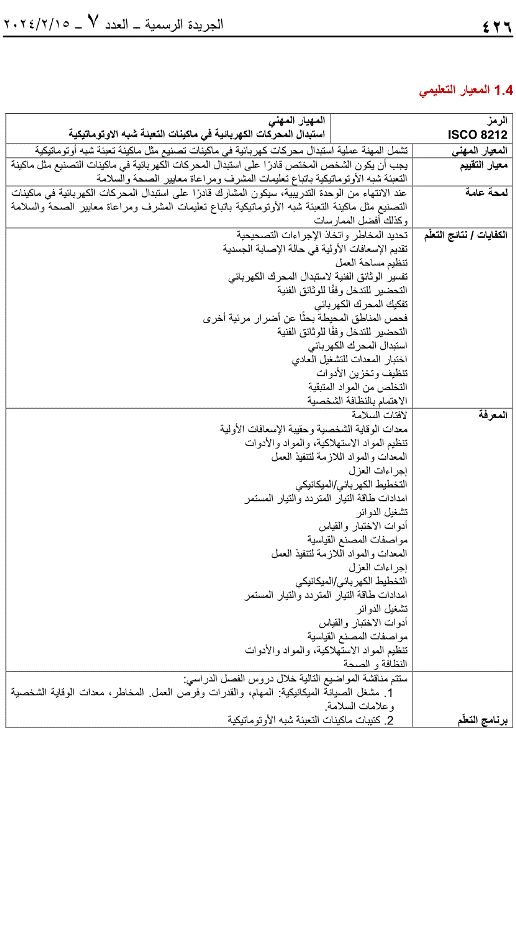 ٤٢٦ الجريدة الرسمية – العدد ٧ – ٢٠٢٤/٢/١٥
1.4 المعيار التعليمي
الرمز المهيار المهني
ISCO 8212 استبدال المحركات الكهربائية في ماكينات التعبئة شبه الاوتوماتيكية
المعيار المهني تشمل المهنة عملية استبدال محركات كهربائية في ماكينات تصنيع مثل ماكينة تعبئة شبه أوتوماتيكية
معيار التقييم يجب أن يكون الشخص المختص قادرًا على استبدال المحركات الكهربائية في ماكينات التصنيع مثل ماكينة
التعبئة شبه الأوتوماتيكية باتباع تعليمات المشرف ومراعاة معايير الصحة والسلامة
لمحة عامة عند الانتهاء من الوحدة التدريبية، سيكون المشارك قادرًا على استبدال المحركات الكهربائية في ماكينات
التصنيع مثل ماكينة التعبئة شبه الأوتوماتيكية باتباع تعليمات المشرف ومراعاة معايير الصحة والسلامة
وكذلك أفضل الممارسات
الكفايات / نتائج التعلّم تحديد المخاطر واتخاذ الإجراءات التصحيحية
تقديم الإسعافات الأولية في حالة الإصابة الجسدية
تنظيم مساحة العمل
تفسير الوثائق الفنية لاستبدال المحرك الكهربائي
التحضير للتدخل وفقًا للوثائق الفنية
تفكيك المحرك الكهربائي
فحص المناطق المحيطة بحثًا عن أضرار مرئية أخرى
التحضير للتدخل وفقًا للوثائق الفنية
استبدال المحرك الكهربائي
اختبار المعدات للتشغيل العادي
تنظيف وتخزين الأدوات
التخلص من المواد المتبقية
الاهتمام بالنظافة الشخصية
المعرفة لافتات السلامة
معدات الوقاية الشخصية وحقيبة الإسعافات الأولية
تنظيم المواد الاستهلاكية، والمواد والأدوات
المعدات والمواد اللازمة لتنفيذ العمل
إجراءات العزل
التخطيط الكهربائي/الميكانيكي
امدادات طاقة التيار المتردد والتيار المستمر
تشغيل الدوائر
أدوات الاختبار والقياس
مواصفات المصنع القياسية
المعدات والمواد اللازمة لتنفيذ العمل
إجراءات العزل
التخطيط الكهربائي/الميكانيكي
امدادات طاقة التيار المتردد والتيار المستمر
تشغيل الدوائر
أدوات الاختبار والقياس
مواصفات المصنع القياسية
تنظيم المواد الاستهلاكية، والمواد والأدوات
النظافة و الصحة
ستتم مناقشة المواضيع التالية خلال دروس الفصل الدراسي:
1. مشغل الصيانة الميكانيكية: المهام، والقدرات وفرص العمل. المخاطر، معدات الوقاية الشخصية
وعلامات السلامة.
برنامج التعلّم 2. كتيبات ماكينات التعبئة شبه الأوتوماتيكية